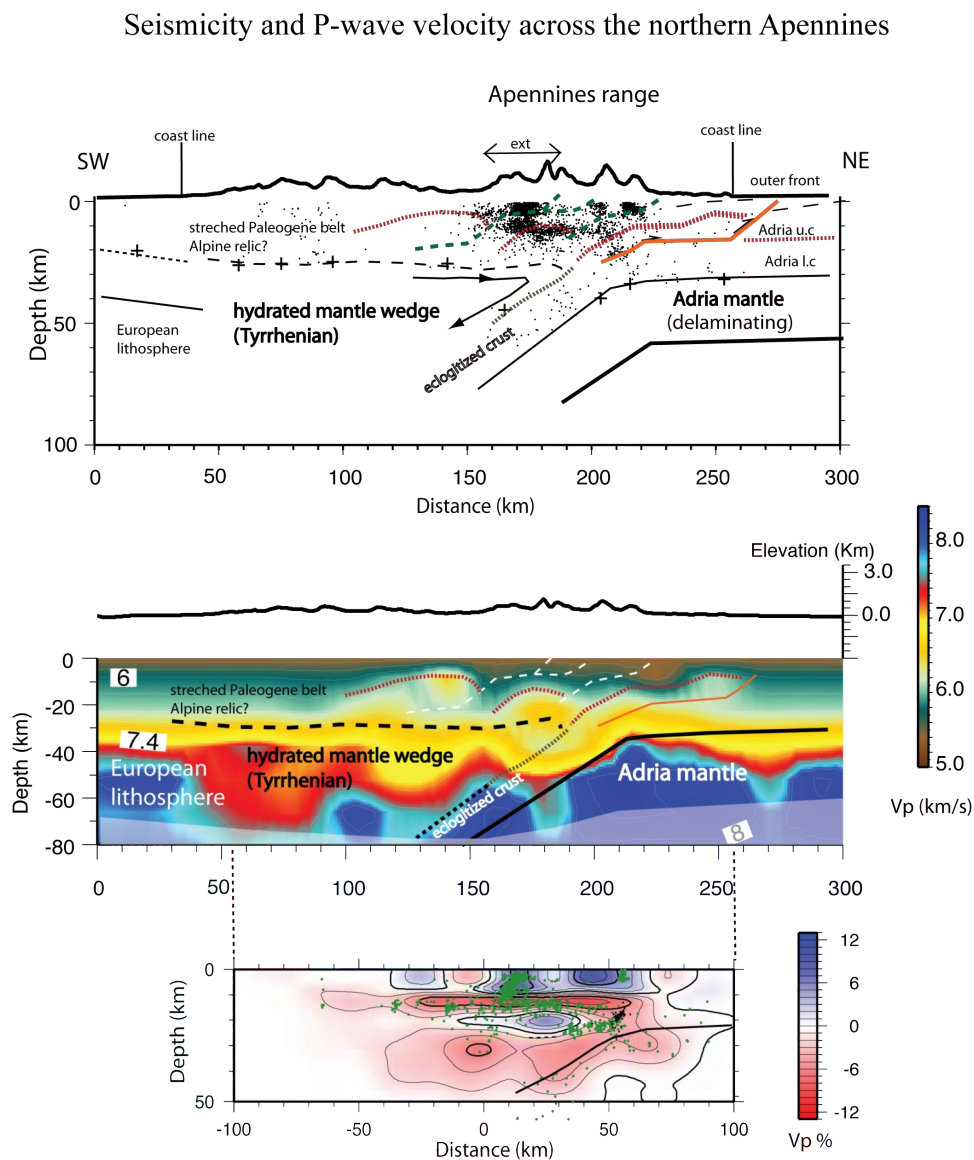 Seismicity and P-wave velocity across the northern Apennines
Apennines range
coast line
coast line
SW
ext
NE
outer front
0
streched Paleogene belt
Alpine relic?
Adria u.c
Adria l.c
hydrated mantle wedge
(Tyrrhenian)
Adria mantle
(delaminating)
European
lithosphere
eclogitized crust
50
100
Depth (km)
0
50
100
150
200
250
300
Distance (km)
Elevation (Km)
3.0
0.0
8.0
7.0
6.0
5.0
Vp (km/s)
0
-20
-40
-60
-80
Depth (km)
6
streched Paleogene belt
Alpine relic?
7.4
hydrated mantle wedge
(Tyrrhenian)
European
lithosphere
Adria mantle
eclogitized crust
8
0
50
100
150
200
250
300
0
50
Depth (km)
-100
-50
0
50
100
Distance (km)
12
6
0
-6
-12
Vp %